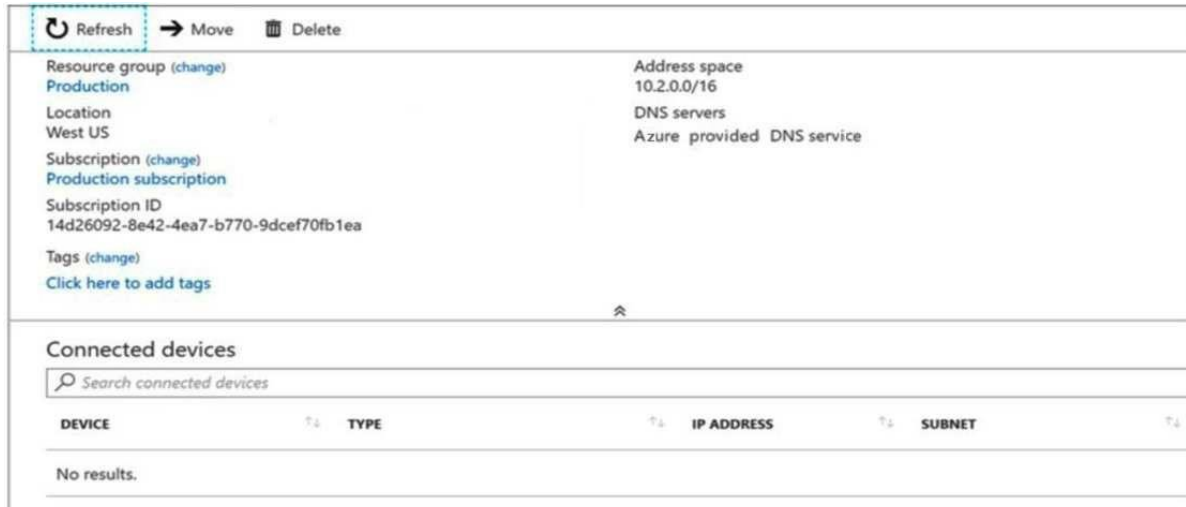 Refresh Move Delete
Resource group (change)
Production
Location
West US
Subscription (change)
Production subscription
Subscription ID
14d26092-8e42-4ea7-b770-9dcef70fb1ea
Tags (change)
Click here to add tags
Address space
10.2.0.0/16
DNS servers
Azure provided DNS service
Connected devices
Search connected devices
DEVICE TYPE IP ADDRESS SUBNET
No results.